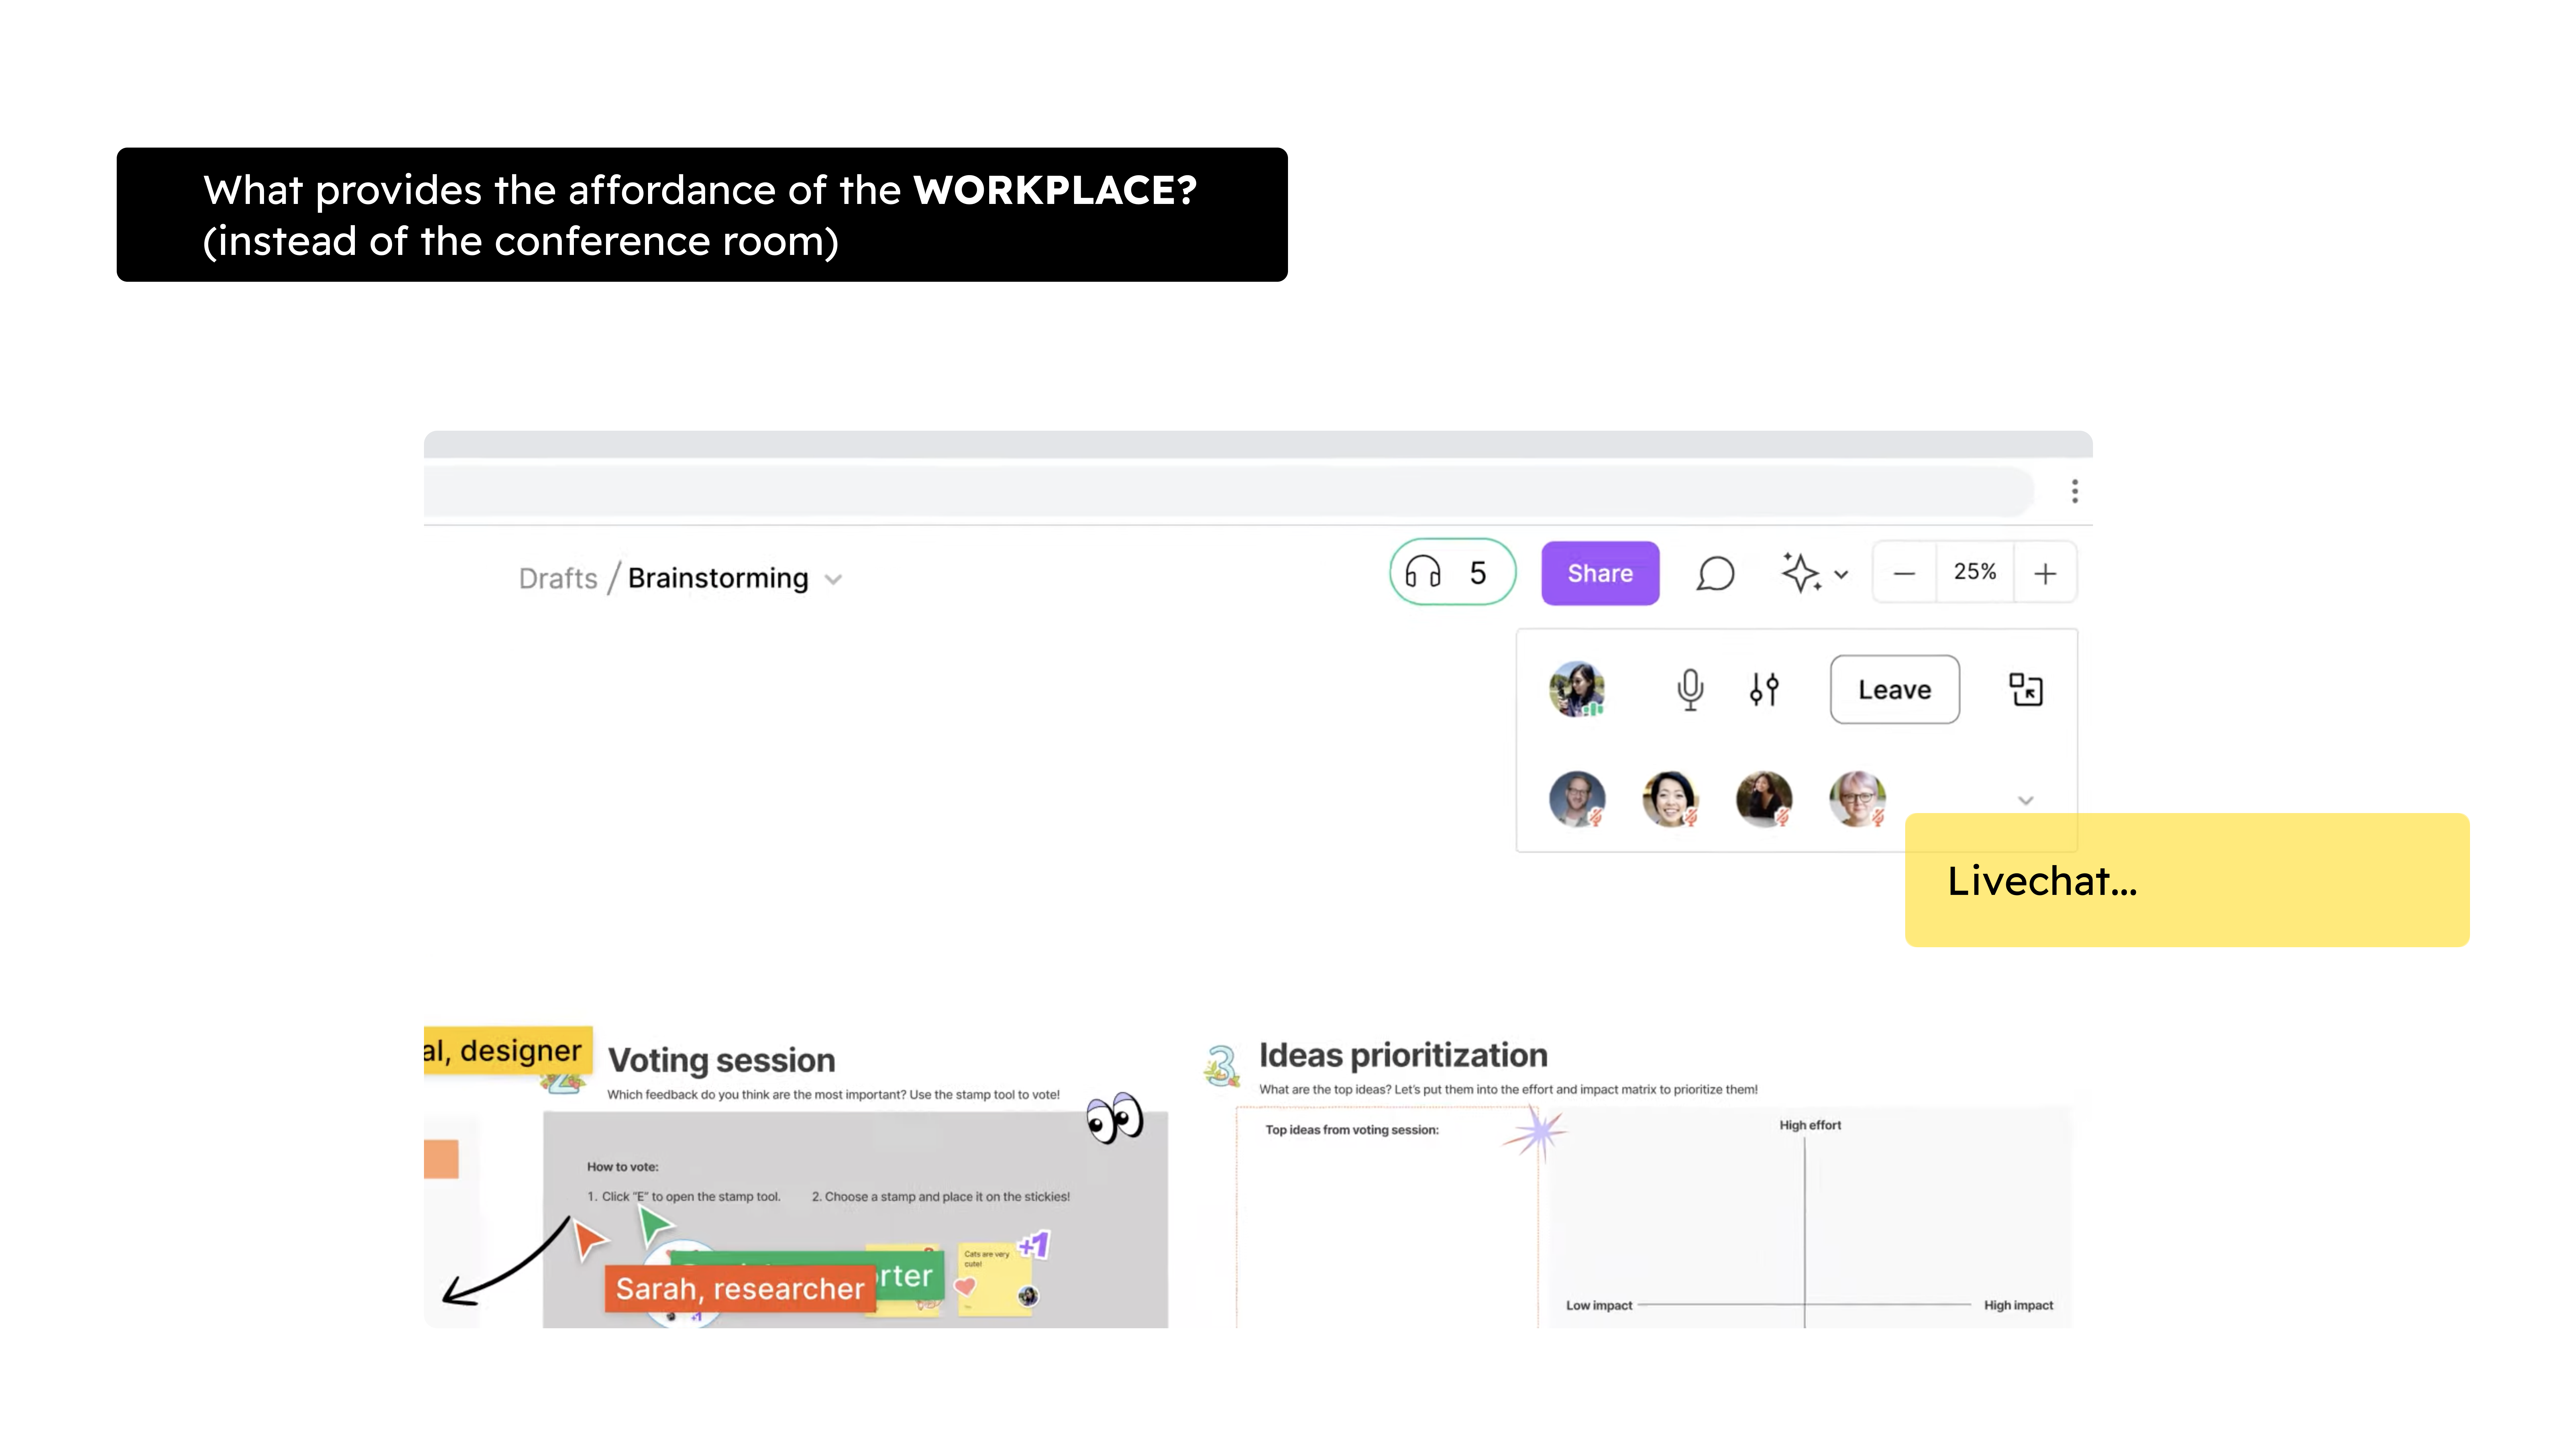 What provides the affordance of the WORKPLACE?
(instead of the conference room)
Drafts / Brainstorming
5
Share
25%
Leave
Livechat...
al, designer
Voting session
Which feedback do you think are the most important? Use the stamp tool to vote!
How to vote:
1. Click "E" to open the stamp tool.
2. Choose a stamp and place it on the stickies!
rter
Sarah, researcher
Cats are very
cute!
+1
+1
3
Ideas prioritization
What are the top ideas? Let's put them into the effort and impact matrix to prioritize them!
Top ideas from voting session:
High effort
Low impact
High impact